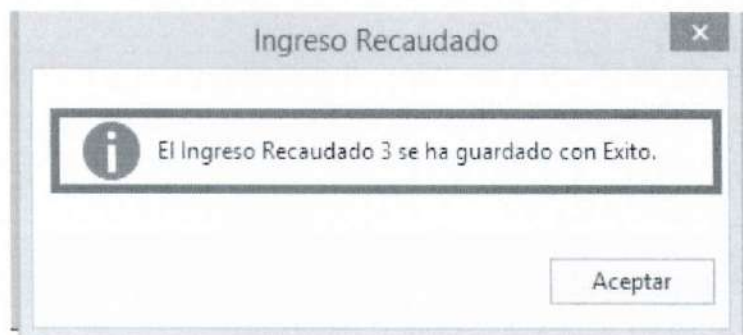 Ingreso Recaudado
El Ingreso Recaudado 3 se ha guardado con Exito.
Aceptar